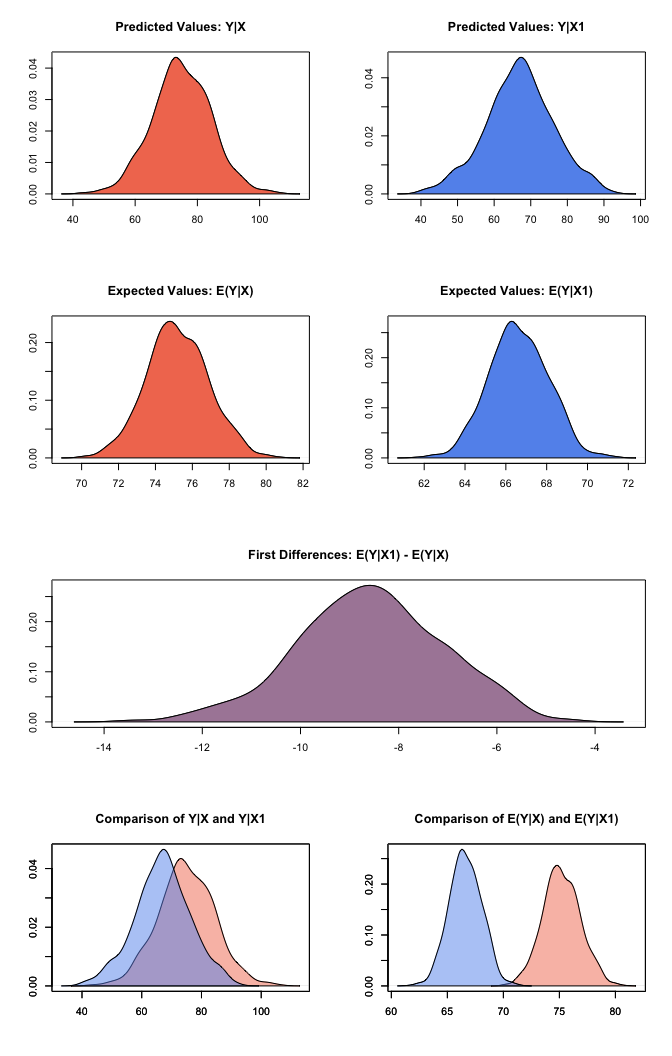 Predicted Values: Y|X
0.00 0.01 0.02 0.03 0.04
40 60 80 100
Predicted Values: Y|X1
0.00 0.02 0.04
40 50 60 70 80 90 100
Expected Values: E(Y|X)
0.00 0.10 0.20
70 72 74 76 78 80 82
Expected Values: E(Y|X1)
0.00 0.10 0.20
62 64 66 68 70 72
First Differences: E(Y|X1) - E(Y|X)
0.00 0.10 0.20
-14 -12 -10 -8 -6 -4
Comparison of Y|X and Y|X1
0.00 0.02 0.04
40 60 80 100
Comparison of E(Y|X) and E(Y|X1)
0.00 0.10 0.20
60 65 70 75 80